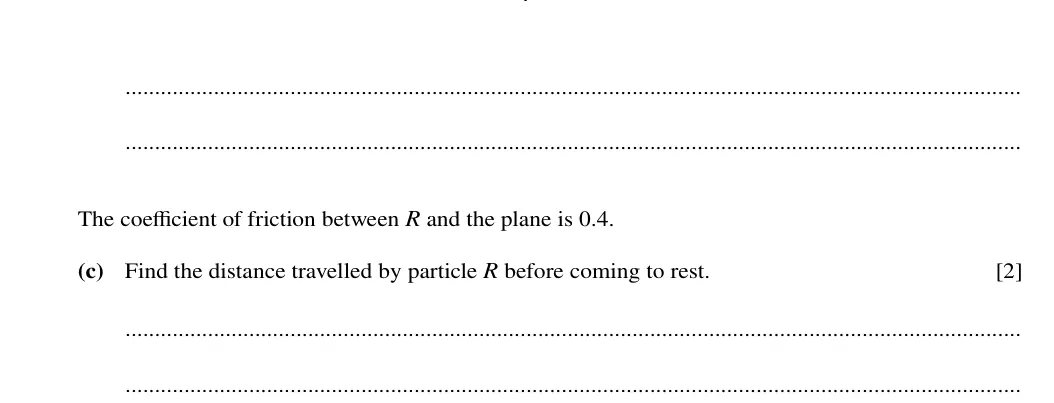 The coefficient of friction between R and the plane is 0.4.
(c) Find the distance travelled by particle R before coming to rest. [2]